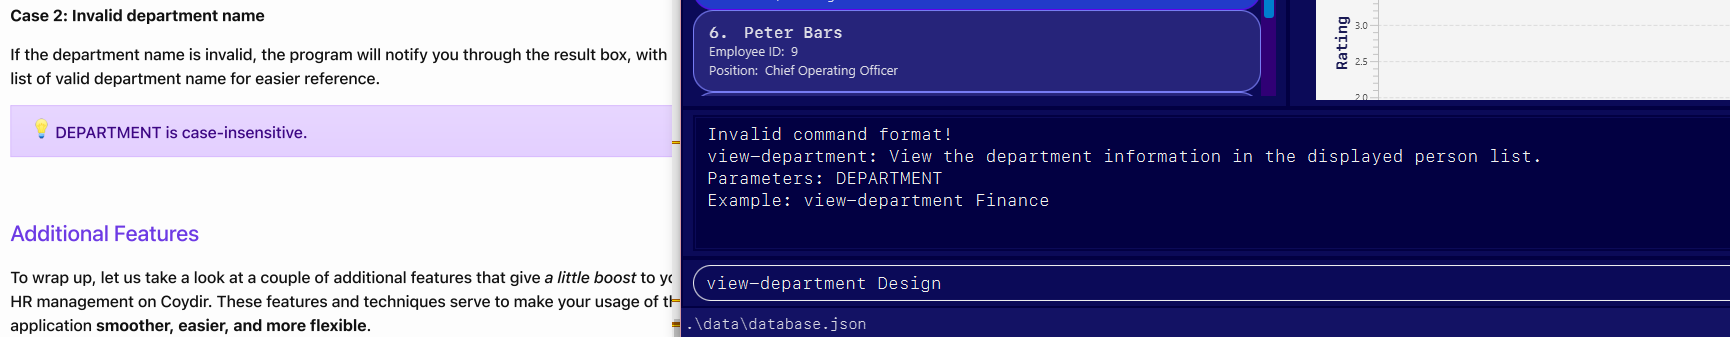 Case 2: Invalid department name
If the department name is invalid, the program will notify you through the result box, with
list of valid department name for easier reference.
DEPARTMENT is case-insensitive.
Additional Features
To wrap up, let us take a look at a couple of additional features that give a little boost to yo
HR management on Coydir. These features and techniques serve to make your usage of th
application smoother, easier, and more flexible.
6. Peter Bars
Employee ID: 9
Position: Chief Operating Officer
Rating
3.0
2.5
2.0
Invalid command format!
view-department: View the department information in the displayed person list.
Parameters: DEPARTMENT
Example: view-department Finance
view-department Design
.\data\database.json